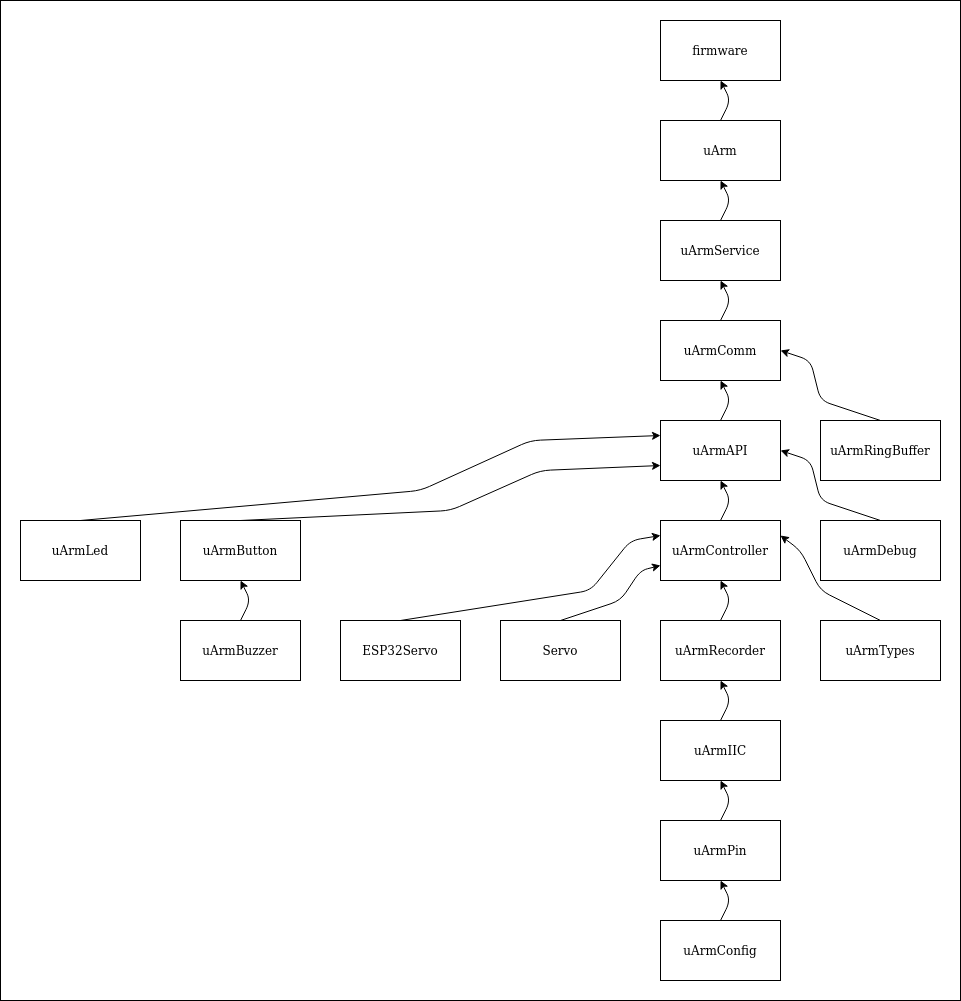 firmware
uArm
uArmService
uArmComm
uArmAPI
uArmRingBuffer
uArmLed
uArmButton
uArmController
uArmDebug
uArmBuzzer
ESP32Servo
Servo
uArmRecorder
uArmTypes
uArmIIC
uArmPin
uArmConfig